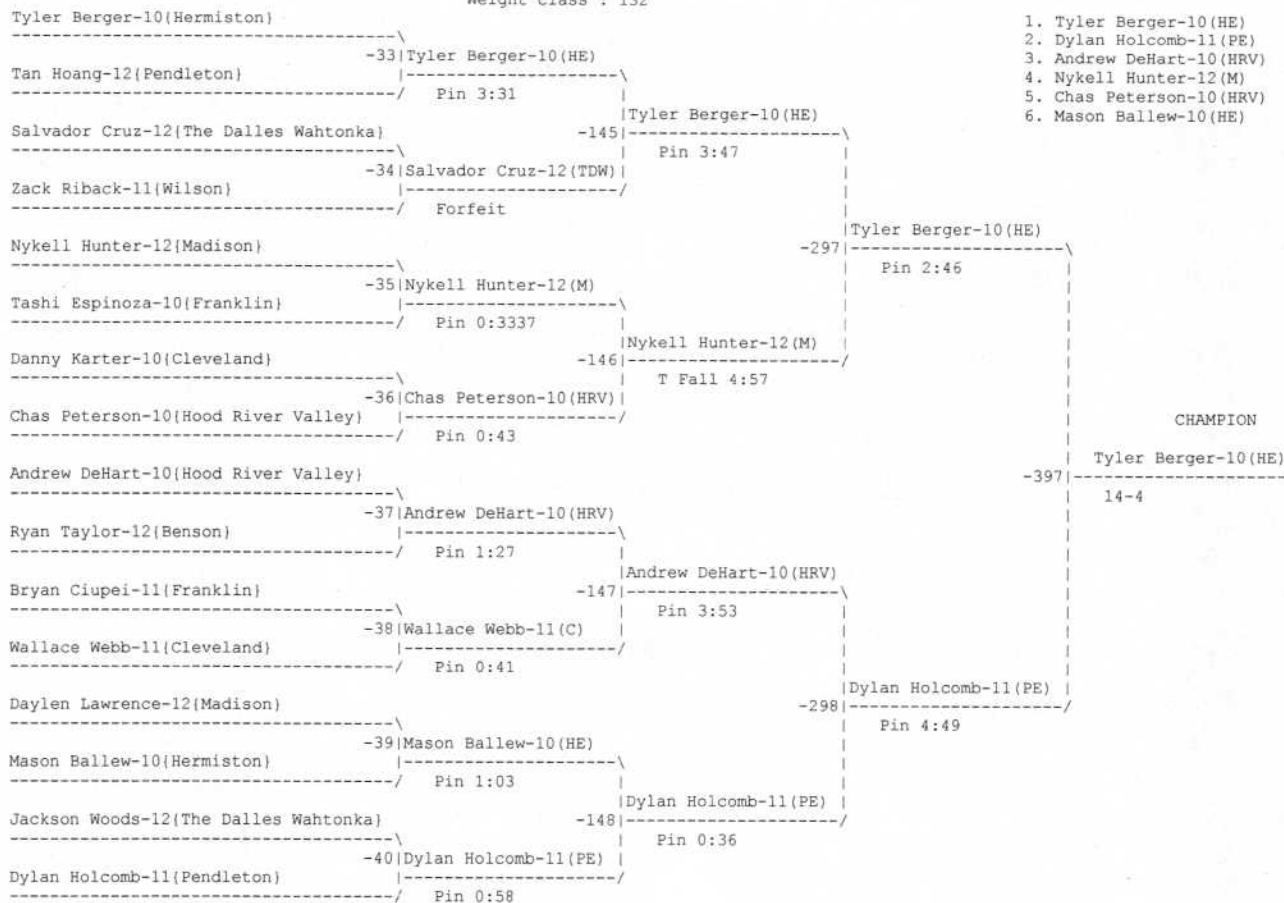 Weight Class : 132
Tyler Berger-10{Hermiston}
1. Tyler Berger-10(HE)
2. Dylan Holcomb-11(PE)
3. Andrew DeHart-10(HRV)
4. Nykell Hunter-12(M)
5. Chas Peterson-10(HRV)
6. Mason Ballew-10(HE)
-33|Tyler Berger-10(HE)
Tan Hoang-12{Pendleton}
Pin 3:31
Tyler Berger-10(HE)
Salvador Cruz-12{The Dalles Wahtonka}
-145
Pin 3:47
-34|Salvador Cruz-12(TDW)
Zack Riback-11{Wilson}
Forfeit
Tyler Berger-10(HE)
Nykell Hunter-12{Madison}
-297
Pin 2:46
-35|Nykell Hunter-12(M)
Tashi Espinoza-10{Franklin}
Pin 0:3337
Nykell Hunter-12(M)
Danny Karter-10{Cleveland}
-146
T Fall 4:57
-36|Chas Peterson-10(HRV)
Chas Peterson-10{Hood River Valley}
CHAMPION
Pin 0:43
Tyler Berger-10(HE)
Andrew DeHart-10{Hood River Valley}
-397
14-4
-37|Andrew DeHart-10(HRV)
Ryan Taylor-12{Benson}
Pin 1:27
Andrew DeHart-10(HRV)
Bryan Ciupei-11{Franklin}
-147
Pin 3:53
-38|Wallace Webb-11(C)
Wallace Webb-11{Cleveland}
Pin 0:41
Dylan Holcomb-11(PE)
Daylen Lawrence-12{Madison}
-298
Pin 4:49
-39|Mason Ballew-10(HE)
Mason Ballew-10{Hermiston}
Pin 1:03
Dylan Holcomb-11(PE)
Jackson Woods-12{The Dalles Wahtonka}
-148
Pin 0:36
-40|Dylan Holcomb-11(PE)
Dylan Holcomb-11{Pendleton}
Pin 0:58